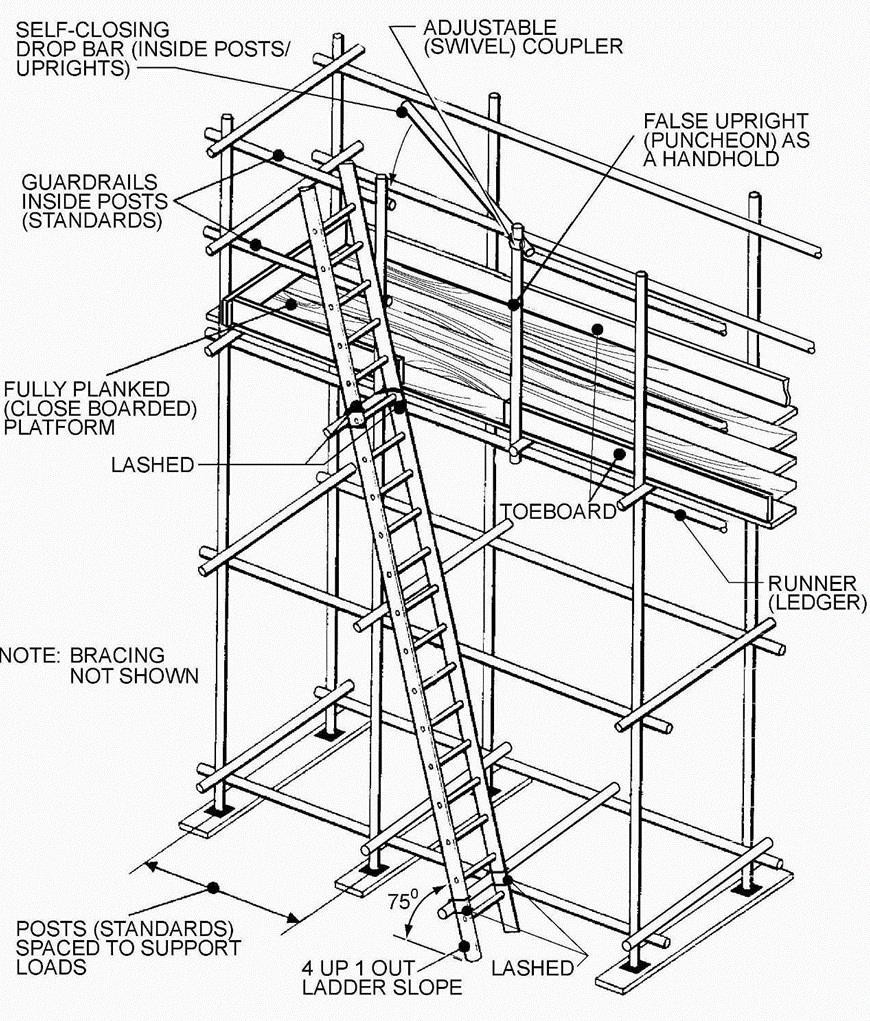 SELF-CLOSING
DROP BAR (INSIDE POSTS/
UPRIGHTS)
ADJUSTABLE
(SWIVEL) COUPLER
FALSE UPRIGHT
(PUNCHEON) AS
A HANDHOLD
GUARDRAILS
INSIDE POSTS
(STANDARDS)
FULLY PLANKED
(CLOSE BOARDED)
PLATFORM
LASHED
TOEBOARD
RUNNER
(LEDGER)
NOTE: BRACING
NOT SHOWN
75⁰
POSTS (STANDARDS)
SPACED TO SUPPORT
LOADS
4 UP 1 OUT
LADDER SLOPE
LASHED